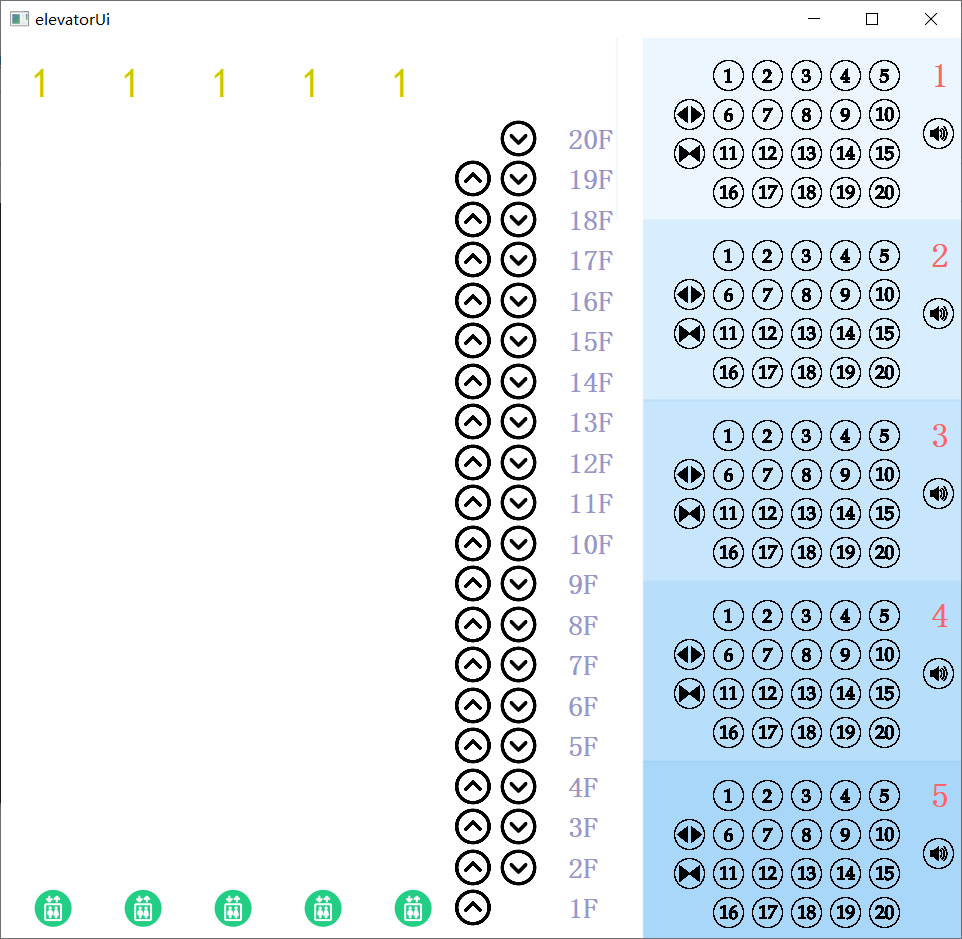 elevatorUi
1 1 1 1 1
20F
19F
18F
17F
16F
15F
14F
13F
12F
11F
10F
9F
8F
7F
6F
5F
4F
3F
2F
1F
1 2 3 4 5 1
6 7 8 9 10
11 12 13 14 15
16 17 18 19 20
1 2 3 4 5 2
6 7 8 9 10
11 12 13 14 15
16 17 18 19 20
1 2 3 4 5 3
6 7 8 9 10
11 12 13 14 15
16 17 18 19 20
1 2 3 4 5 4
6 7 8 9 10
11 12 13 14 15
16 17 18 19 20
1 2 3 4 5 5
6 7 8 9 10
11 12 13 14 15
16 17 18 19 20